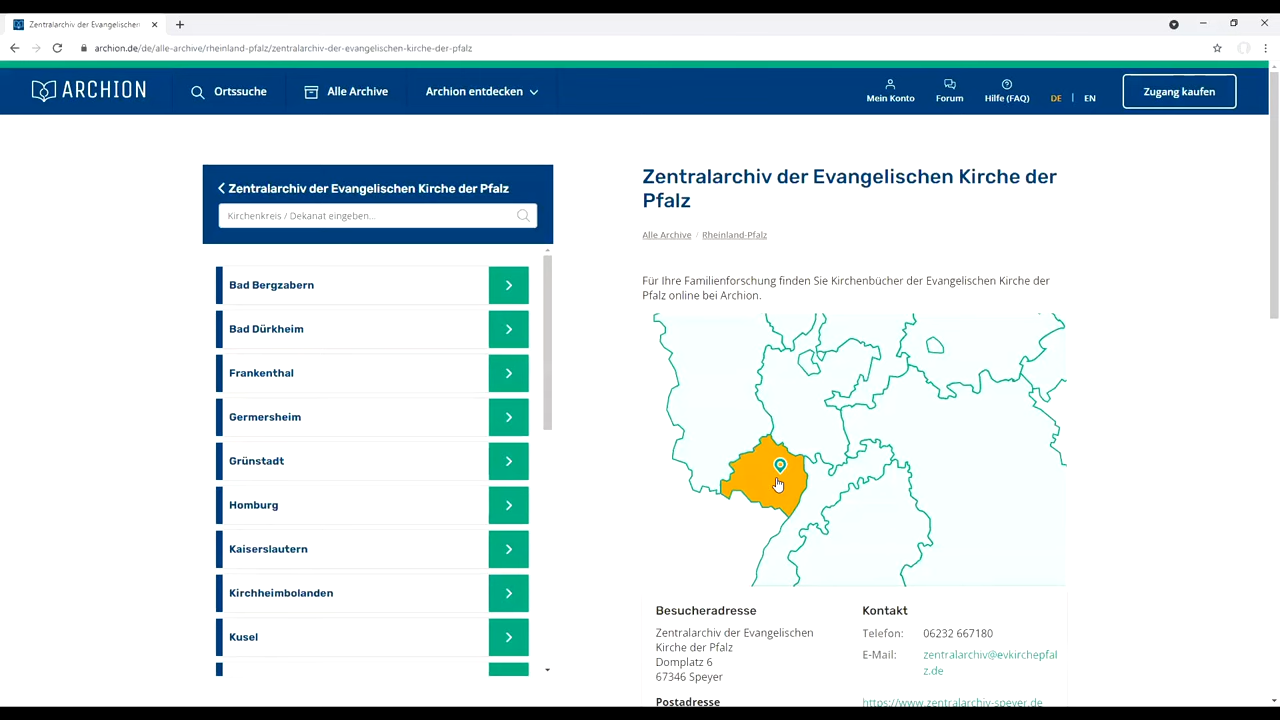 Zentralarchiv der Evangelischen
archion.de/de/alle-archive/rheinland-pfalz/zentralarchiv-der-evangelischen-kirche-der-pfalz
ARCHION
Ortssuche
Alle Archive
Archion entdecken
Mein Konto
Forum
Hilfe (FAQ)
DE | EN
Zugang kaufen
Zentralarchiv der Evangelischen Kirche der Pfalz
Kirchenkreis / Dekanat eingeben...
Bad Bergzabern
Bad Dürkheim
Frankenthal
Germersheim
Grünstadt
Homburg
Kaiserslautern
Kirchheimbolanden
Kusel
Zentralarchiv der Evangelischen Kirche der
Pfalz
Alle Archive / Rheinland-Pfalz
Für Ihre Familienforschung finden Sie Kirchenbücher der Evangelischen Kirche der
Pfalz online bei Archion.
Besucheradresse
Zentralarchiv der Evangelischen
Kirche der Pfalz
Domplatz 6
67346 Speyer
Postadresse
Kontakt
Telefon: 06232 667180
E-Mail: zentralarchiv@evkirchepfal
z.de
https://www.zentralarchiv-speyer.de